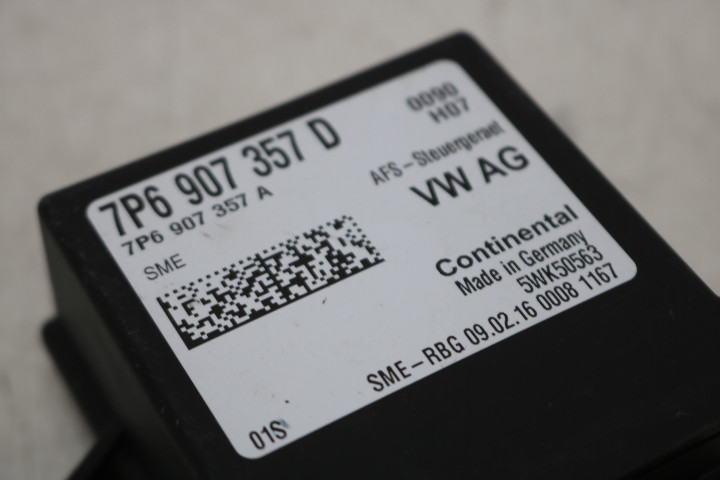 7P6 907 357 D
7P6 907 357 A
0090
H07
AFS-Steuergeraet
VW AG
SME
Continental
Made in Germany
5WK50563
SME-RBG 09.02.16 0008 1167
01S